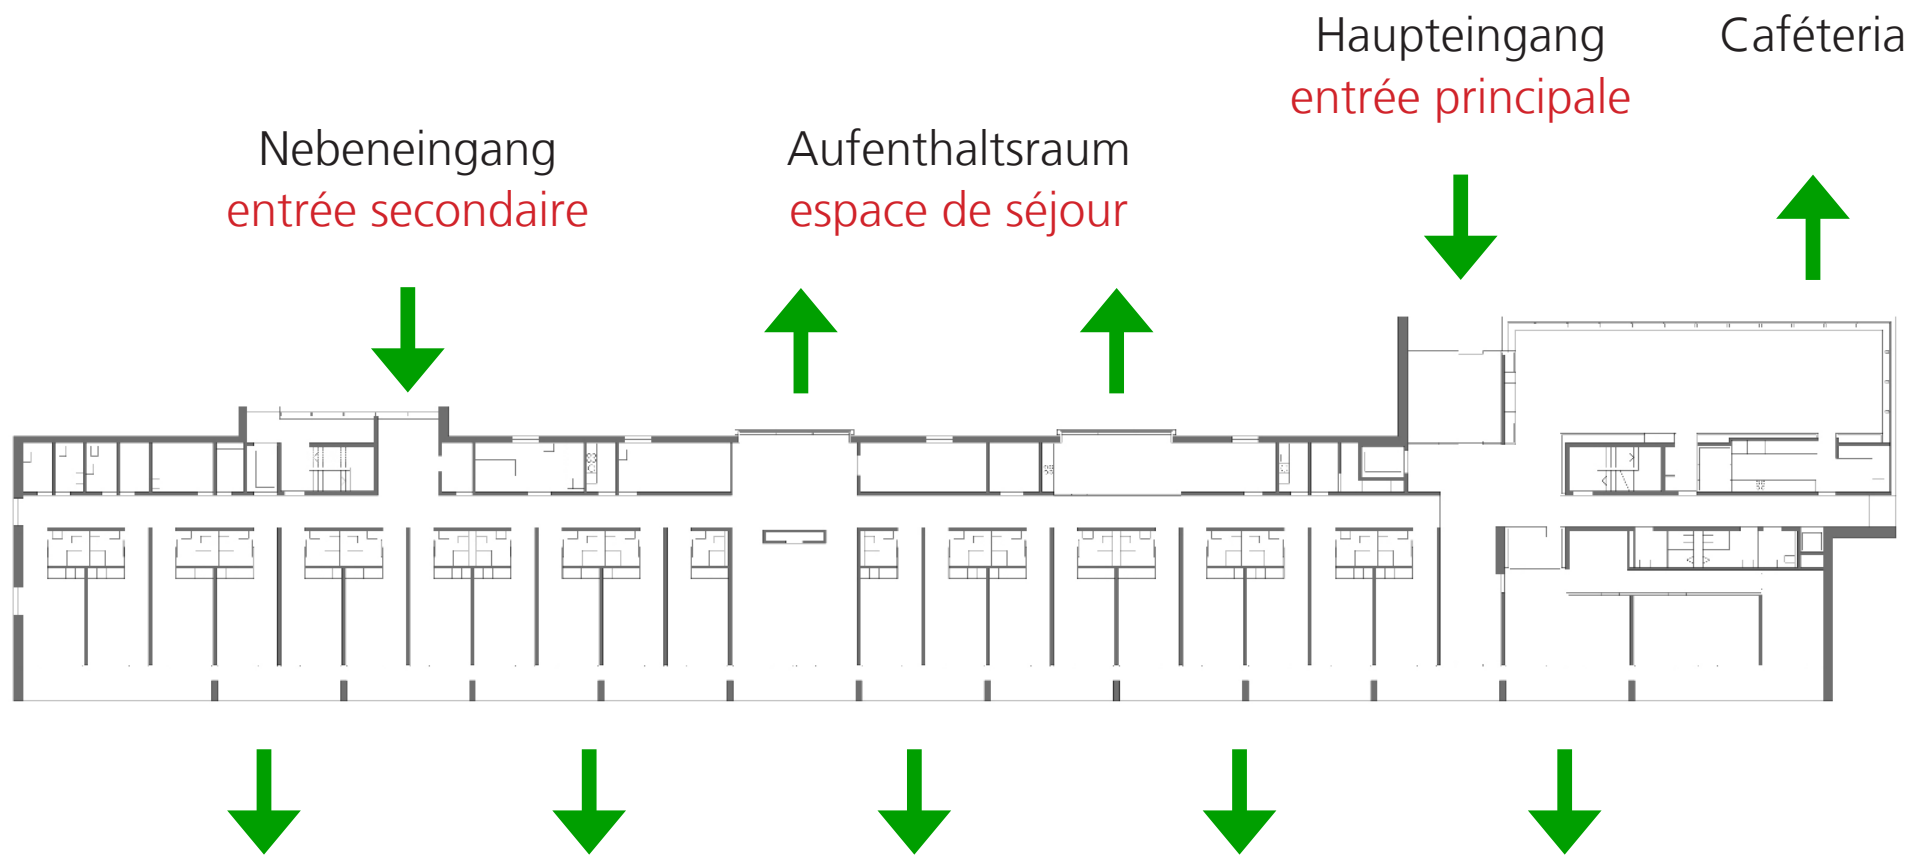 Haupteingang
entrée principale
Caféteria
Nebeneingang
entrée secondaire
Aufenthaltsraum
espace de séjour